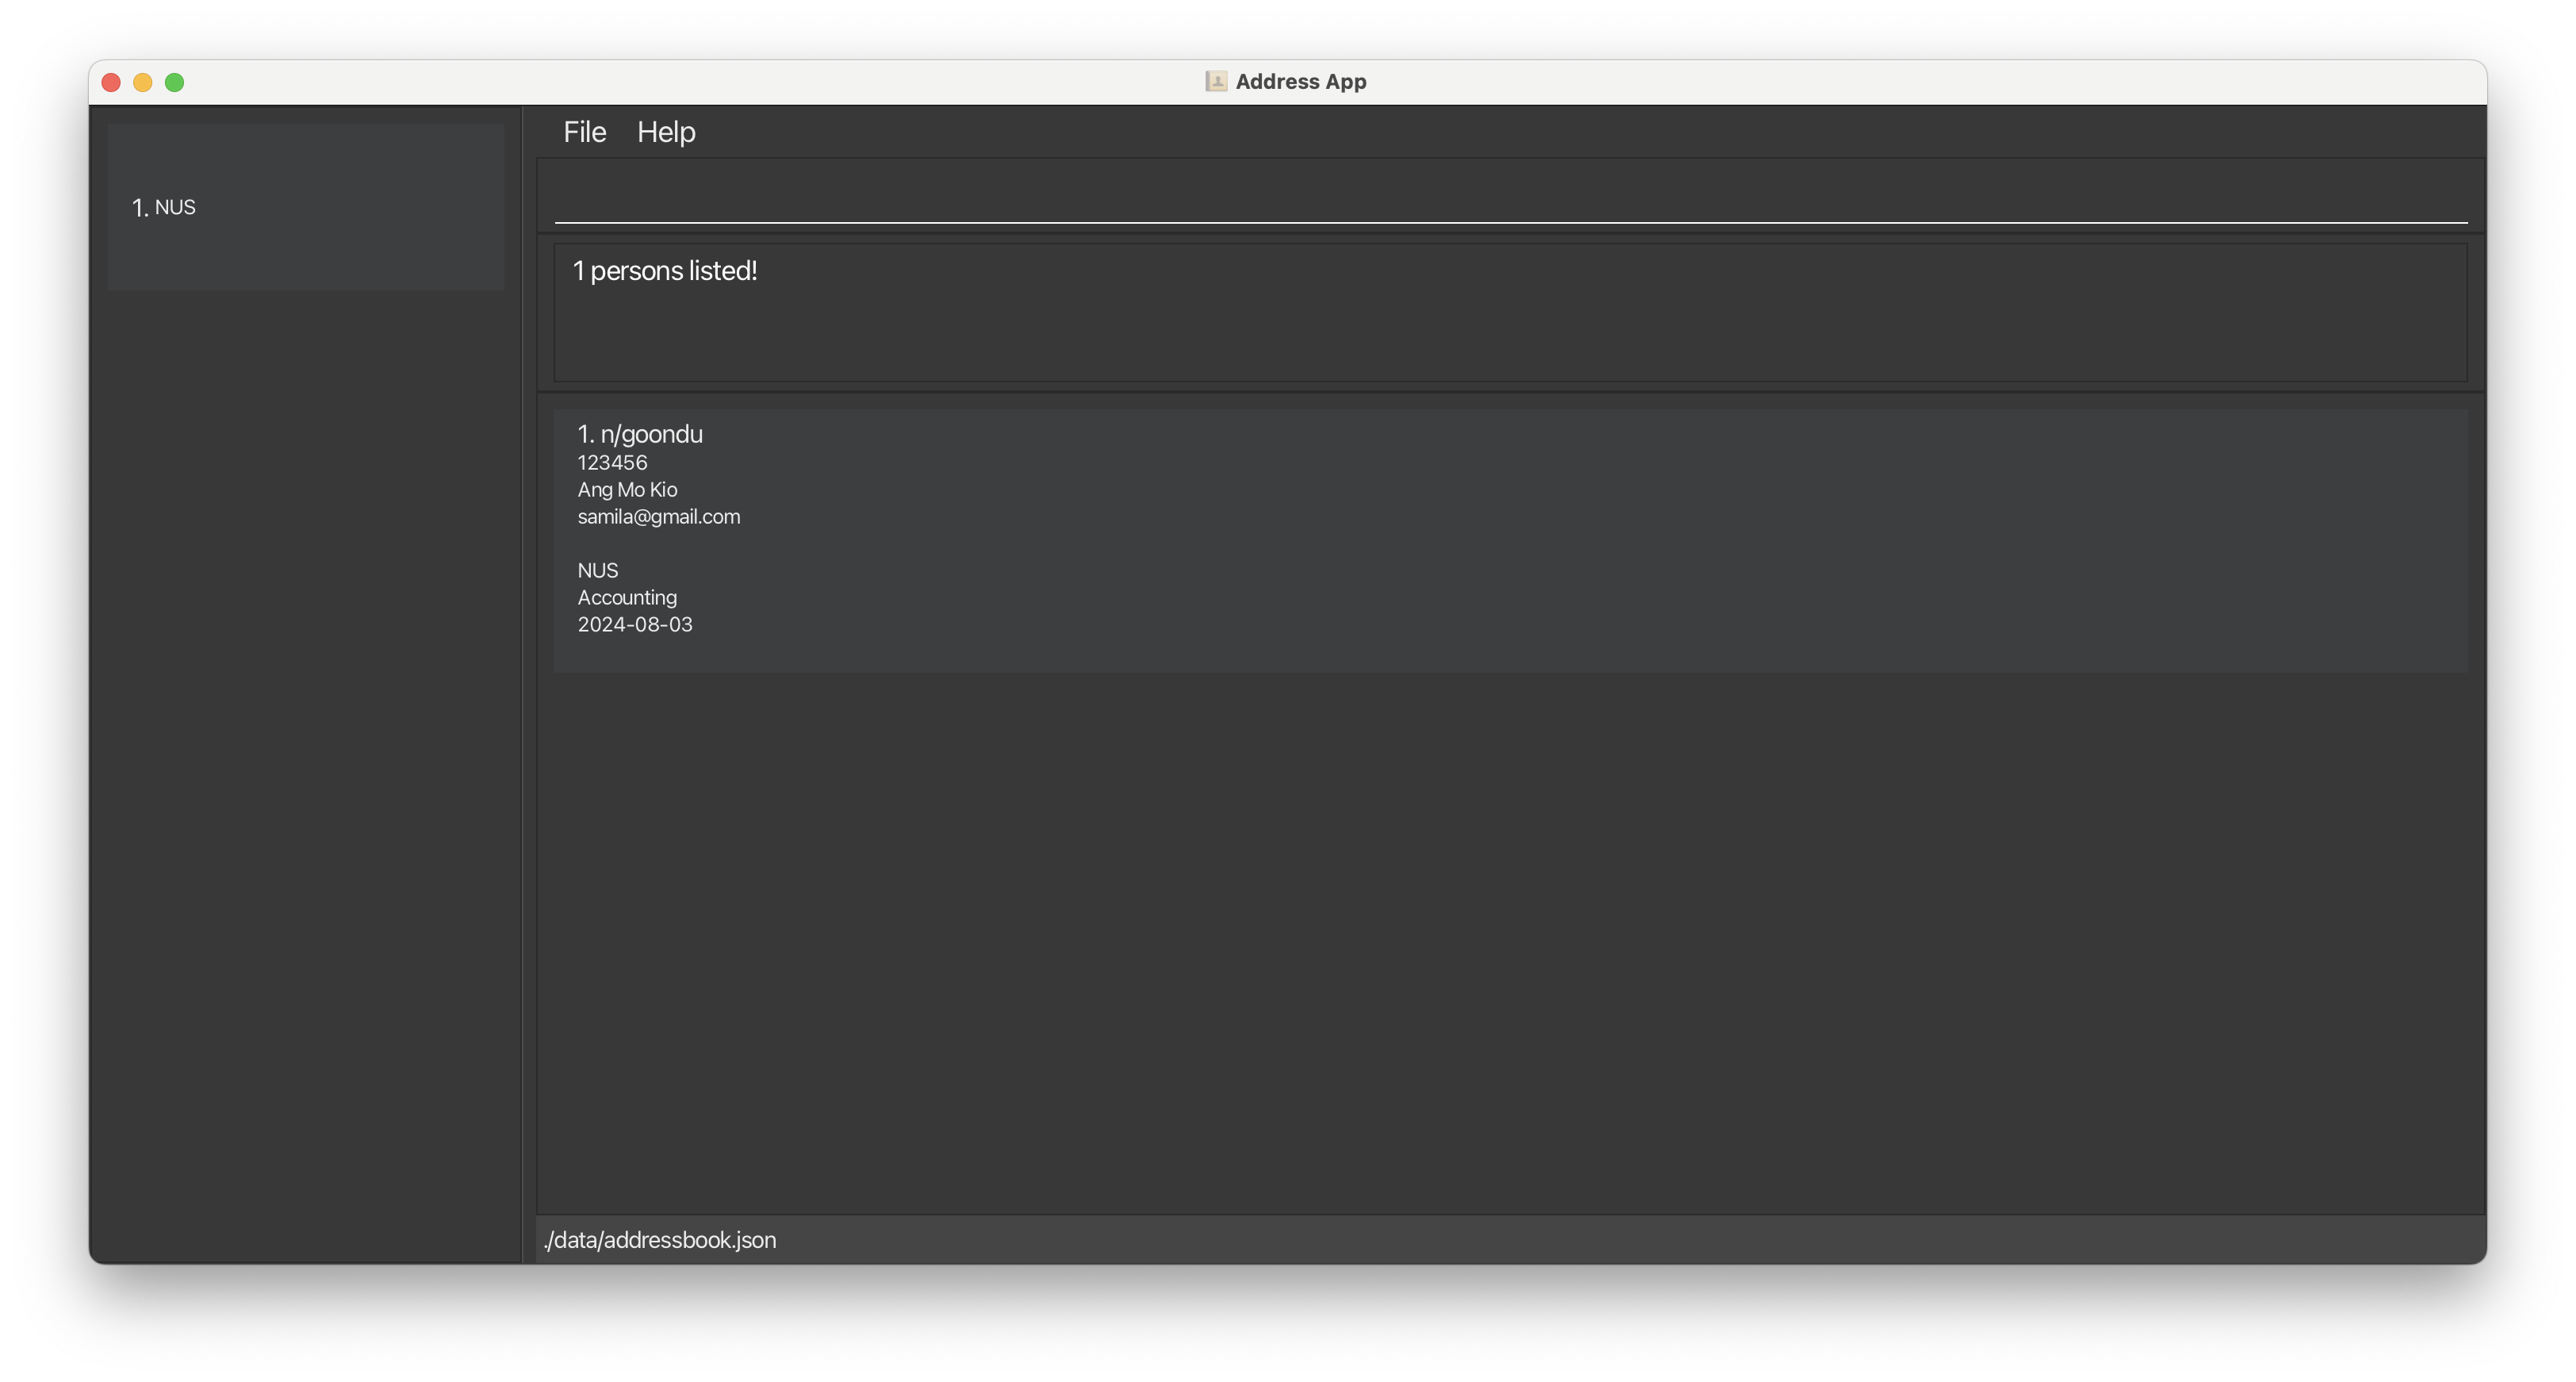 Address App
1. NUS
File Help
1 persons listed!
1. n/goondu
123456
Ang Mo Kio
samila@gmail.com
NUS
Accounting
2024-08-03
./data/addressbook.json